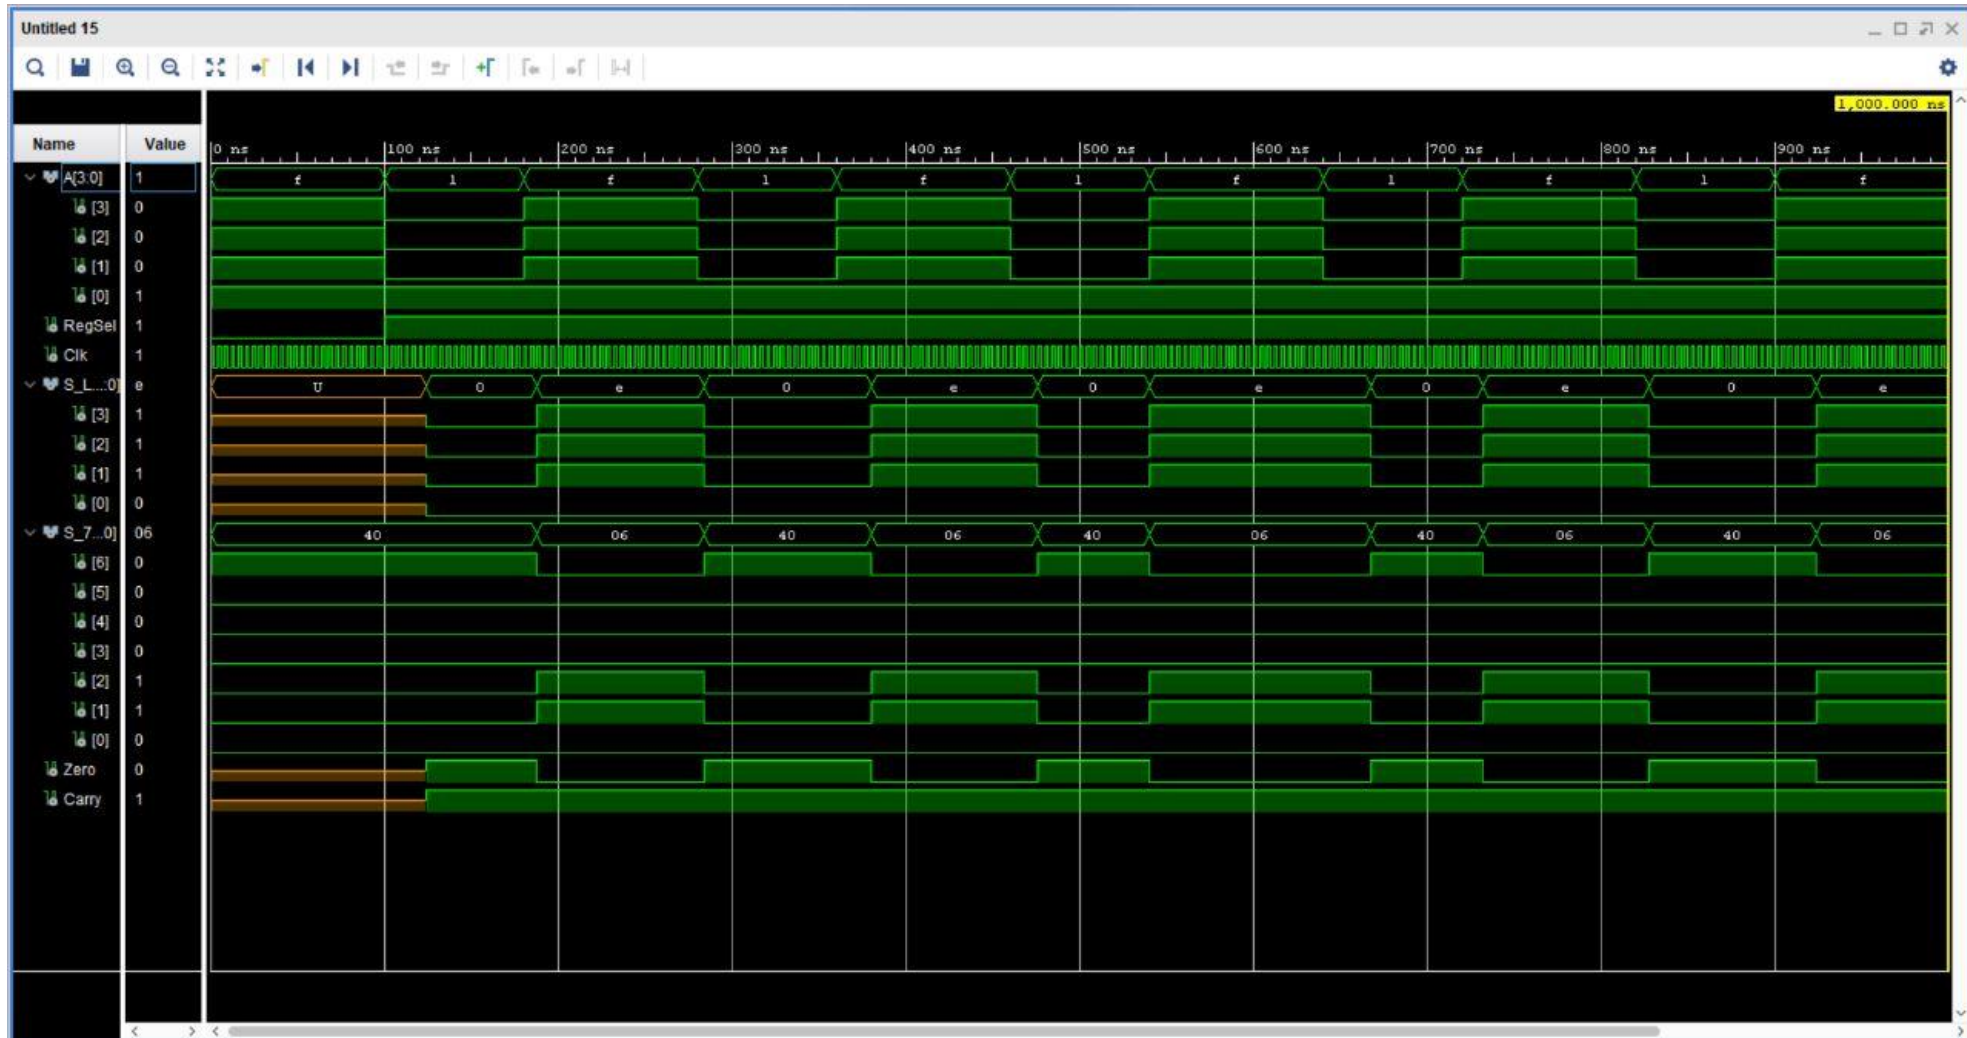 Untitled 15
1,000.000 ns
Name Value 0 ns 100 ns 200 ns 300 ns 400 ns 500 ns 600 ns 700 ns 800 ns 900 ns
A[3:0] 1 f 1 f 1 f 1 f 1 f 1 f
[3] 0
[2] 0
[1] 0
[0] 1
RegSel 1
Clk 1
S_L...:0] e U 0 e 0 e 0 e 0 e 0 e
[3] 1
[2] 1
[1] 1
[0] 0
S_7...0] 06 40 06 40 06 40 06 40 06 40 06
[6] 0
[5] 0
[4] 0
[3] 0
[2] 1
[1] 1
[0] 0
Zero 0
Carry 1